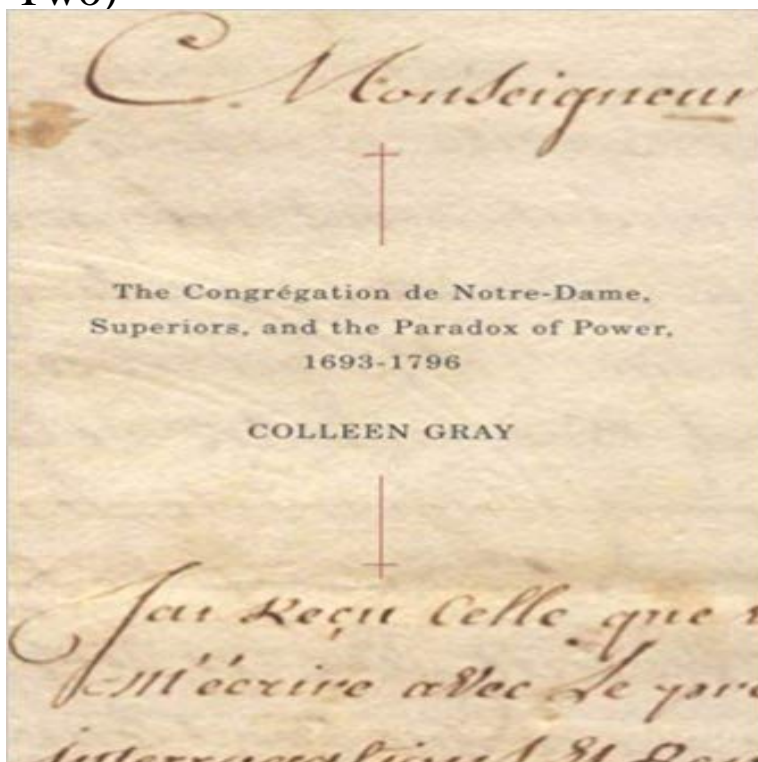 Two)
Monseigneur
The Congrégation de Notre-Dame,
Superiors, and the Paradox of Power,
1693-1796
COLLEEN GRAY
J'ai Reçu Celle que
m'écrire avec Le